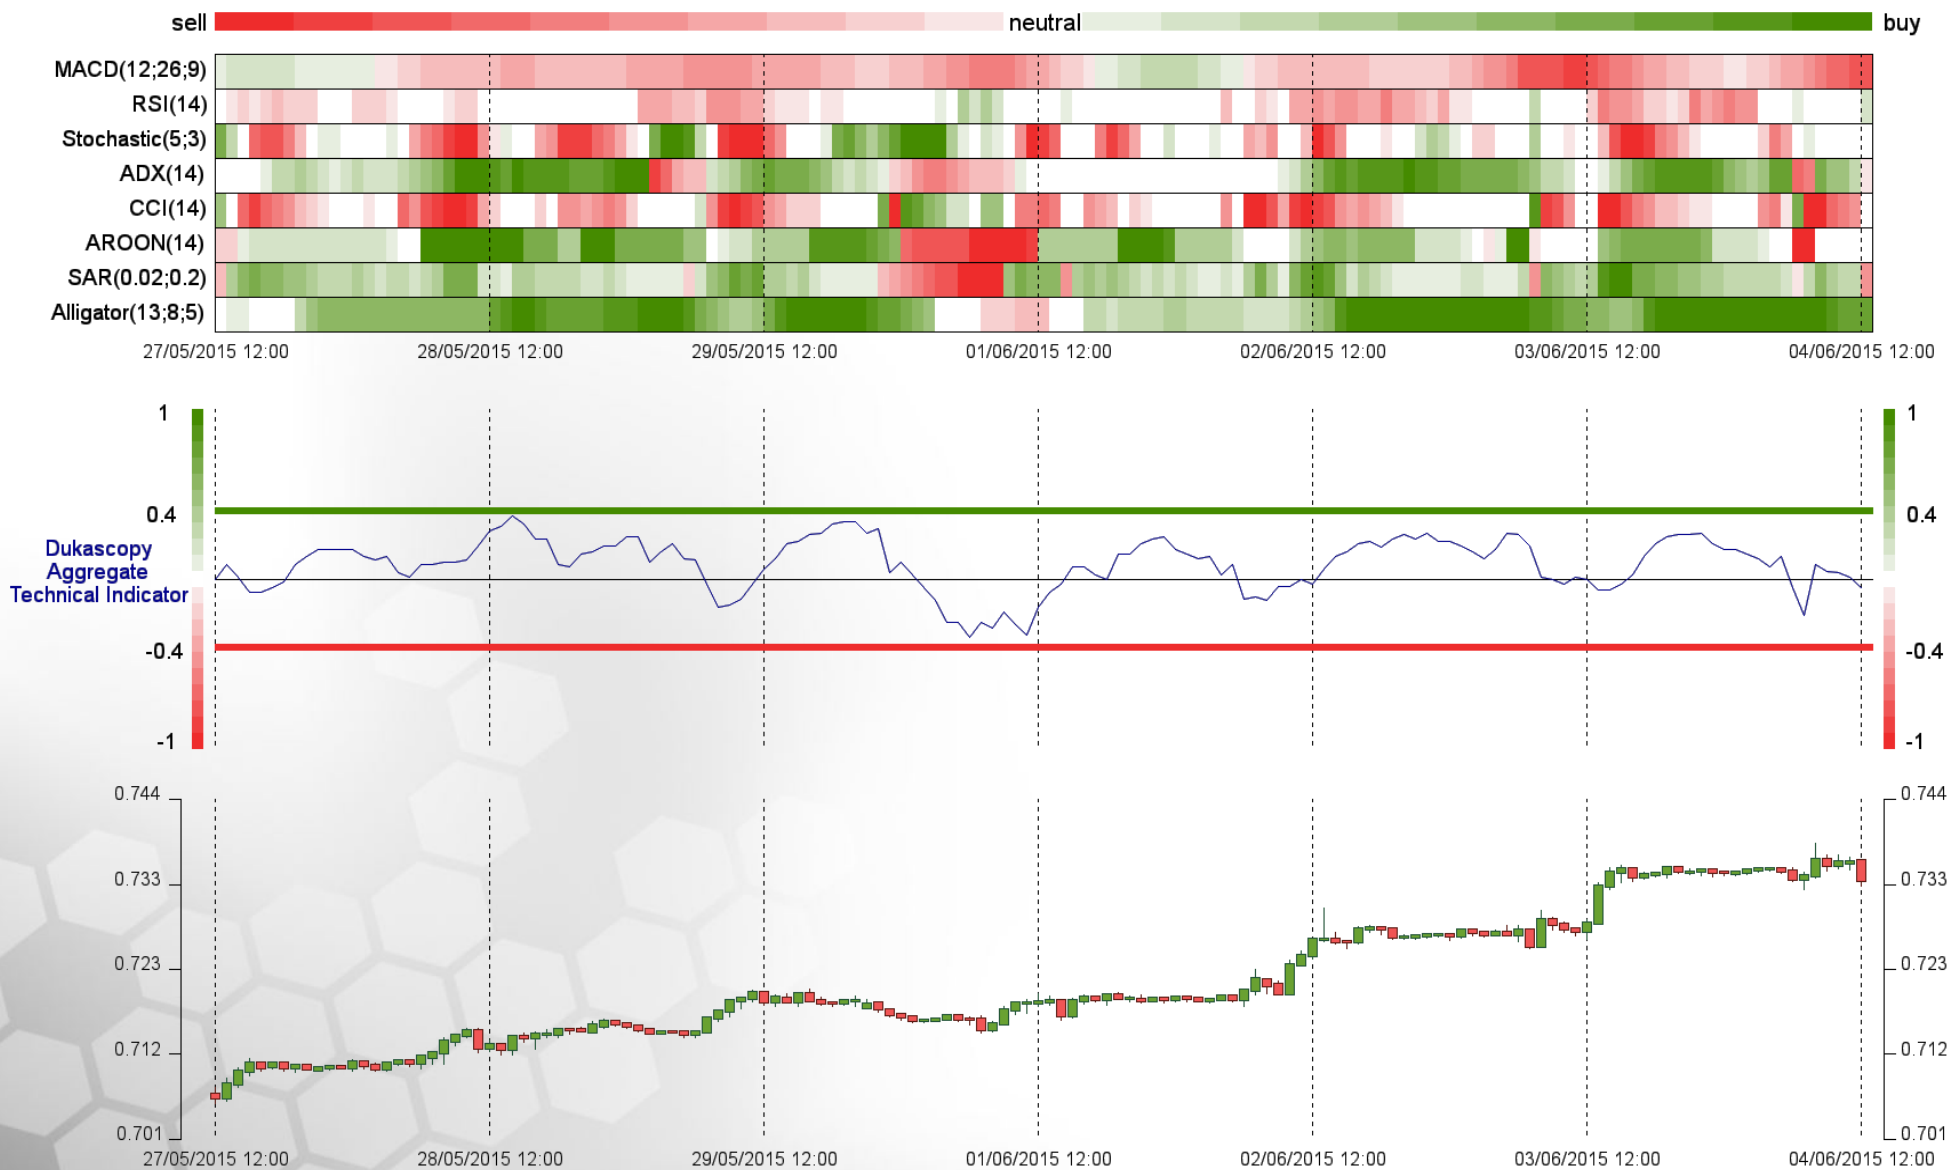 sell neutral buy
MACD(12;26;9)
RSI(14)
Stochastic(5;3)
ADX(14)
CCI(14)
AROON(14)
SAR(0.02;0.2)
Alligator(13;8;5)
27/05/2015 12:00 28/05/2015 12:00 29/05/2015 12:00 01/06/2015 12:00 02/06/2015 12:00 03/06/2015 12:00 04/06/2015 12:00
1 1
0.4 0.4
Dukascopy
Aggregate
Technical Indicator
-0.4 -0.4
-1 -1
0.744 0.744
0.733 0.733
0.723 0.723
0.712 0.712
0.701 0.701
27/05/2015 12:00 28/05/2015 12:00 29/05/2015 12:00 01/06/2015 12:00 02/06/2015 12:00 03/06/2015 12:00 04/06/2015 12:00